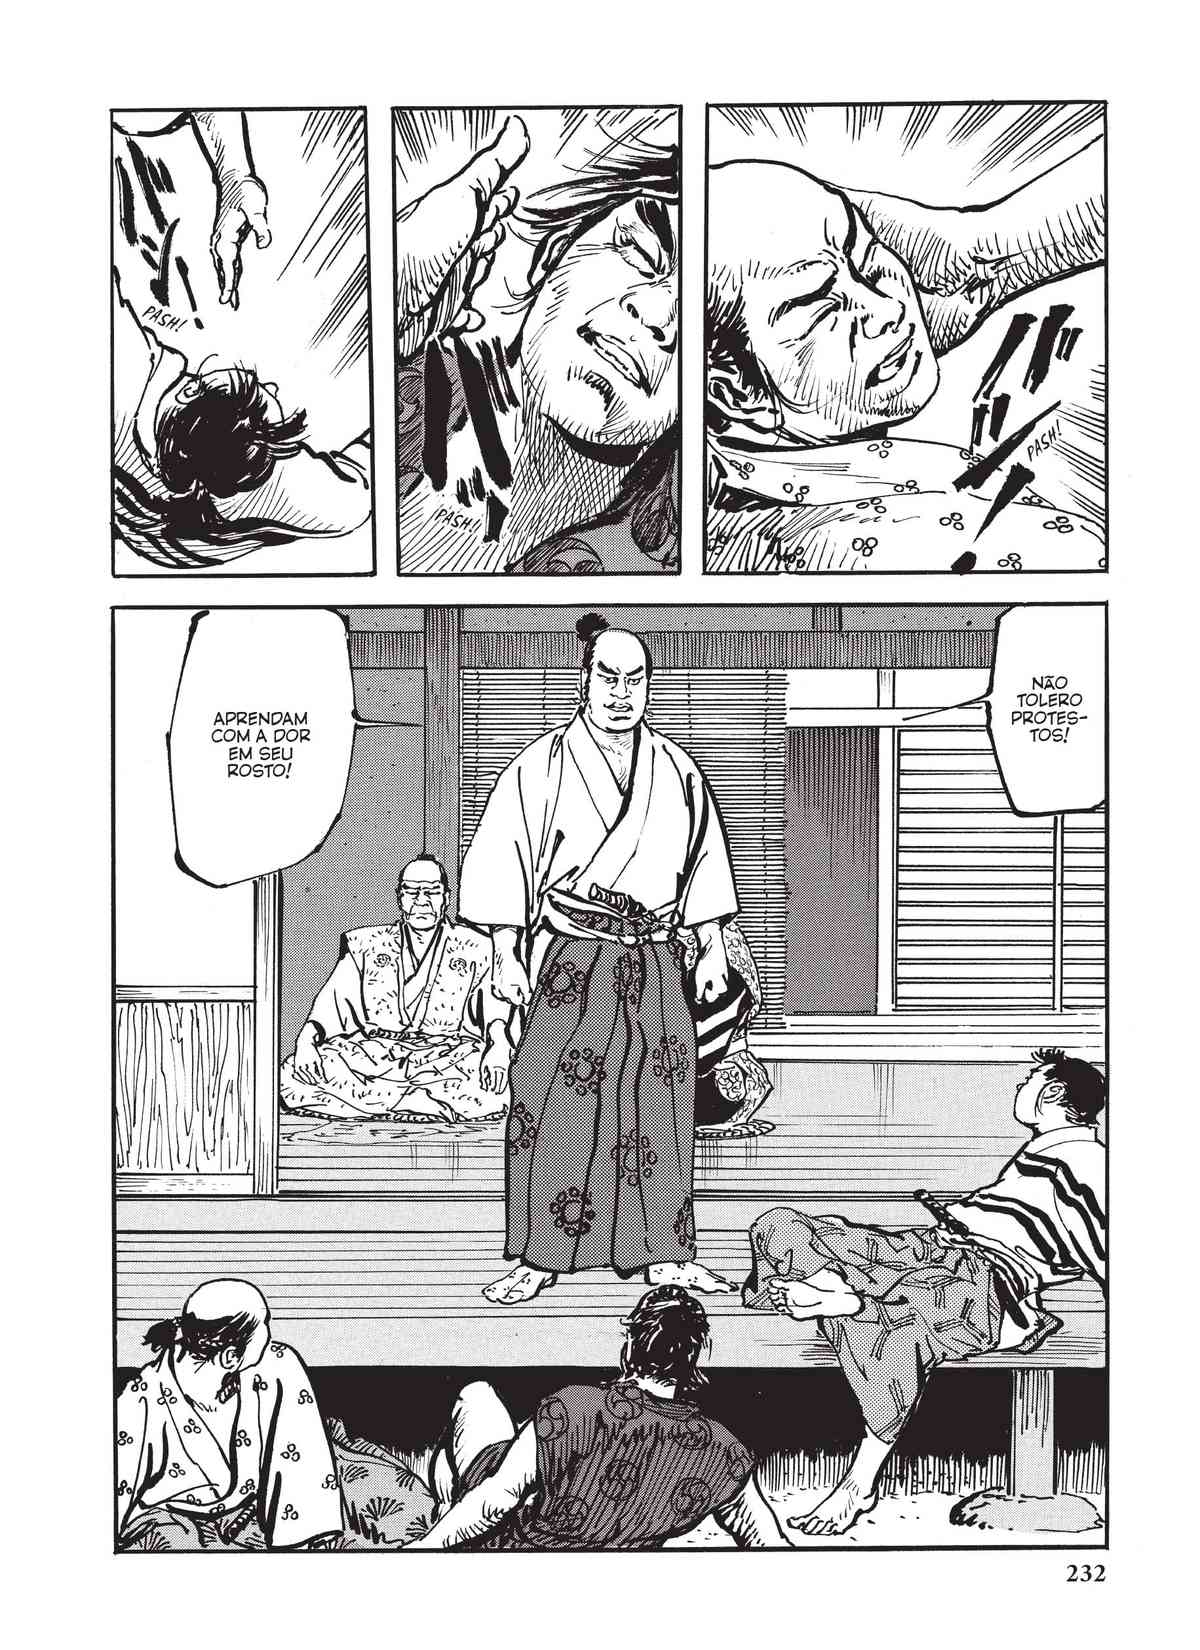 PASH!
PASH!
PASH!
NÃO
TOLERO
PROTES-
TOS!
APRENDAM
COM A DOR
EM SEU
ROSTO!
232